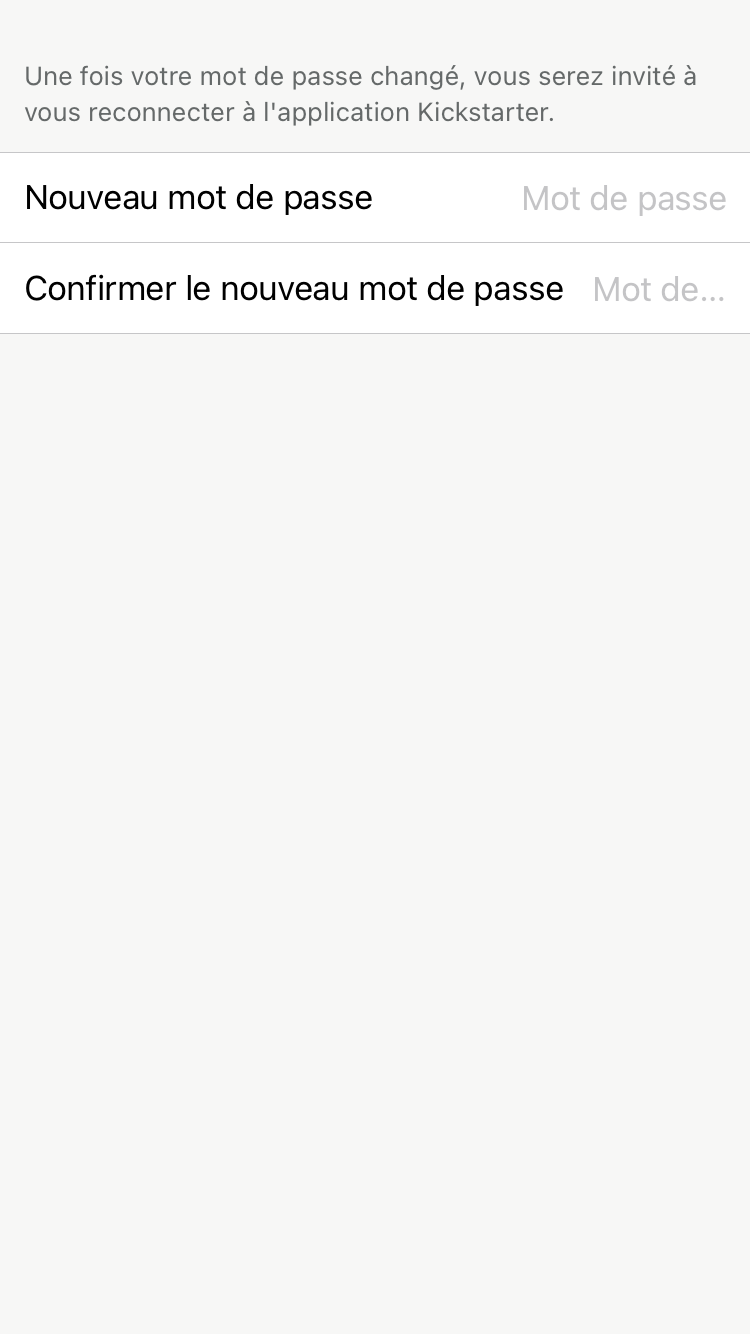 Une fois votre mot de passe changé, vous serez invité à
vous reconnecter à l'application Kickstarter.
Nouveau mot de passe Mot de passe
Confirmer le nouveau mot de passe Mot de...